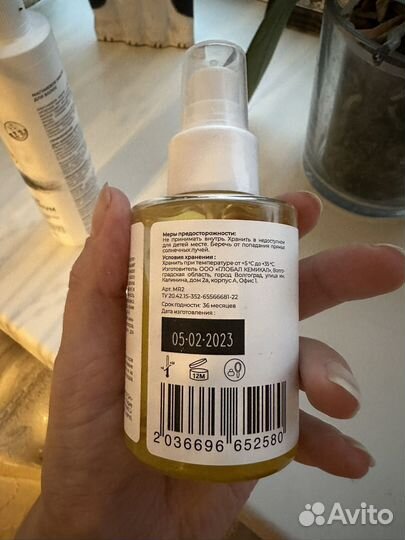 Меры предосторожности:
Не принимать внутрь. Хранить в недоступном
для детей месте. Беречь от попадания прямых
солнечных лучей.
Условия хранения:
Хранить при температуре от +5°C до +35°C
Изготовитель ООО «ГЛОБАЛ КЕМИКАЛ», Волго-
градская область, город Волгоград, улица им.
Калинина, дом 2а, корпус А, Офис 1.
Арт. MR2
ТУ 20.42.15-352-65566681-22
Срок годности: 36 месяцев
Дата изготовления:
05·02·2023
12M
2 036696 652580
Avito